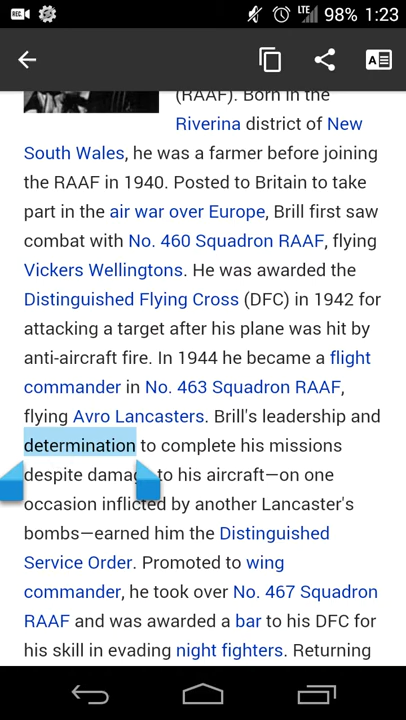 REC
LTE
98% 1:23
A
(RAAF). Born in the
Riverina district of New
South Wales, he was a farmer before joining
the RAAF in 1940. Posted to Britain to take
part in the air war over Europe, Brill first saw
combat with No. 460 Squadron RAAF, flying
Vickers Wellingtons. He was awarded the
Distinguished Flying Cross (DFC) in 1942 for
attacking a target after his plane was hit by
anti-aircraft fire. In 1944 he became a flight
commander in No. 463 Squadron RAAF,
flying Avro Lancasters. Brill's leadership and
determination to complete his missions
despite damag to his aircraft—on one
occasion inflicted by another Lancaster's
bombs—earned him the Distinguished
Service Order. Promoted to wing
commander, he took over No. 467 Squadron
RAAF and was awarded a bar to his DFC for
his skill in evading night fighters. Returning